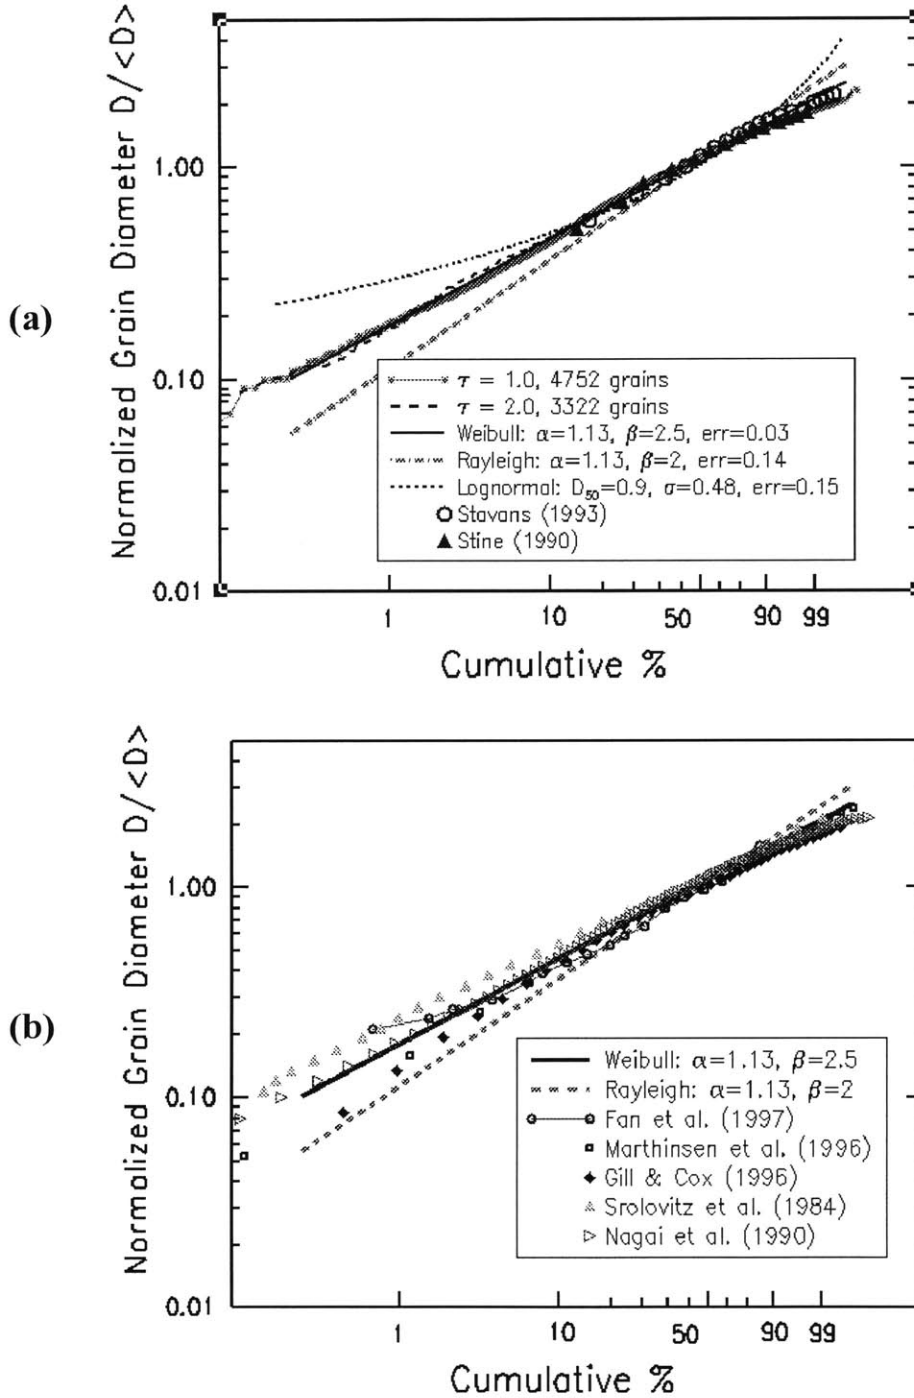 (a)
Normalized Grain Diameter D/<D>
1.00
0.10
0.01
τ = 1.0, 4752 grains
τ = 2.0, 3322 grains
Weibull: α=1.13, β=2.5, err=0.03
Rayleigh: α=1.13, β=2, err=0.14
Lognormal: D₅₀=0.9, σ=0.48, err=0.15
Stavans (1993)
Stine (1990)
1 10 50 90 99
Cumulative %
(b)
Normalized Grain Diameter D/<D>
1.00
0.10
0.01
Weibull: α=1.13, β=2.5
Rayleigh: α=1.13, β=2
Fan et al. (1997)
Marthinsen et al. (1996)
Gill & Cox (1996)
Srolovitz et al. (1984)
Nagai et al. (1990)
1 10 50 90 99
Cumulative %